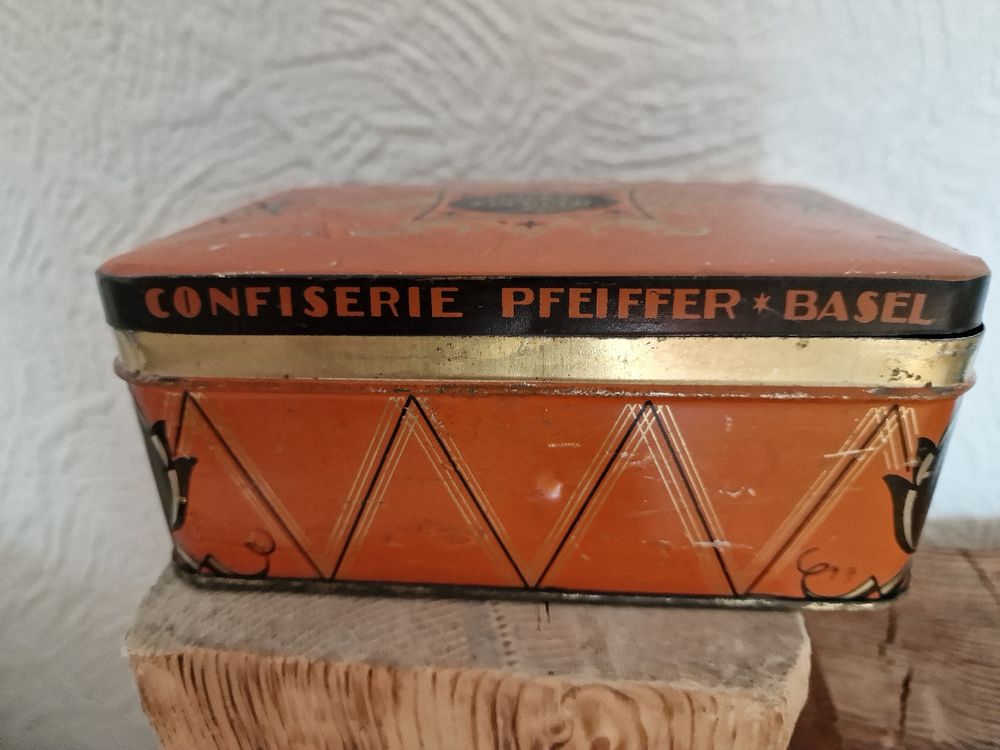 CONFISERIE PFEIFFER * BASEL